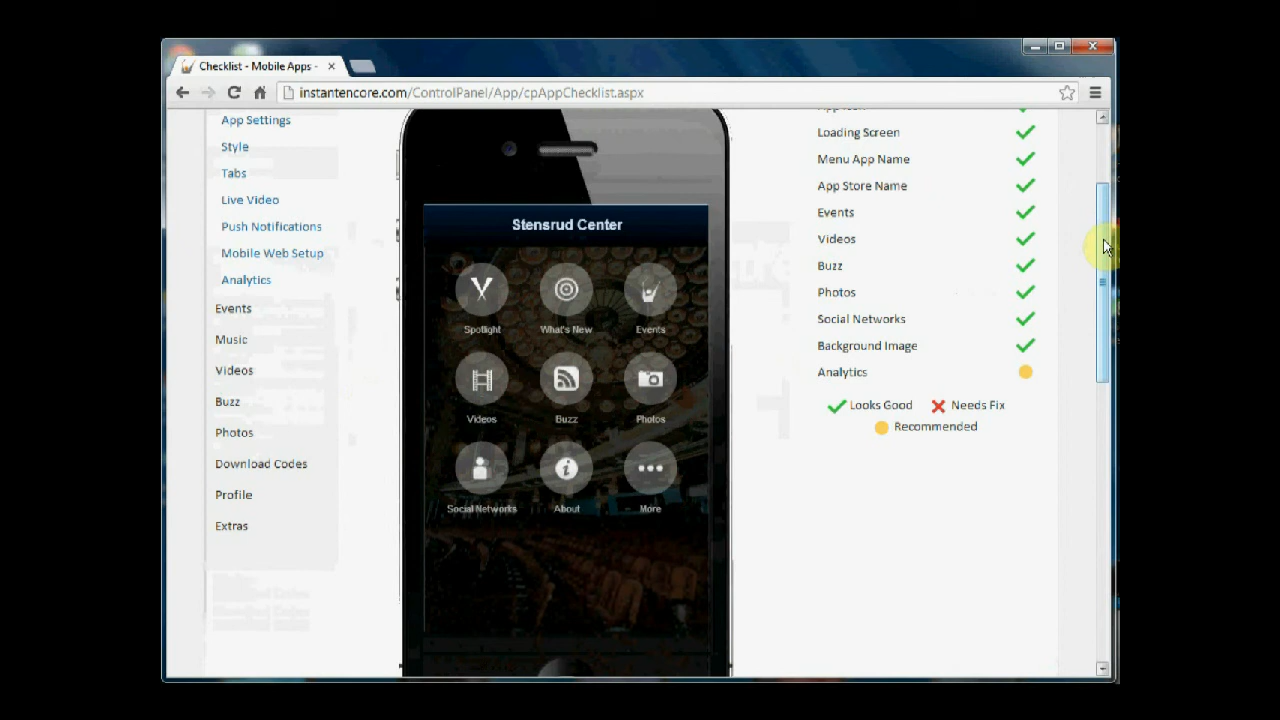 Checklist - Mobile Apps -
instantencore.com/ControlPanel/App/cpAppChecklist.aspx
App Settings
Style
Tabs
Live Video
Push Notifications
Mobile Web Setup
Analytics
Events
Music
Videos
Buzz
Photos
Download Codes
Profile
Extras
Stensrud Center
Spotlight
What's New
Events
Videos
Buzz
Photos
Social Networks
About
More
Loading Screen
Menu App Name
App Store Name
Events
Videos
Buzz
Photos
Social Networks
Background Image
Analytics
Looks Good Needs Fix
Recommended